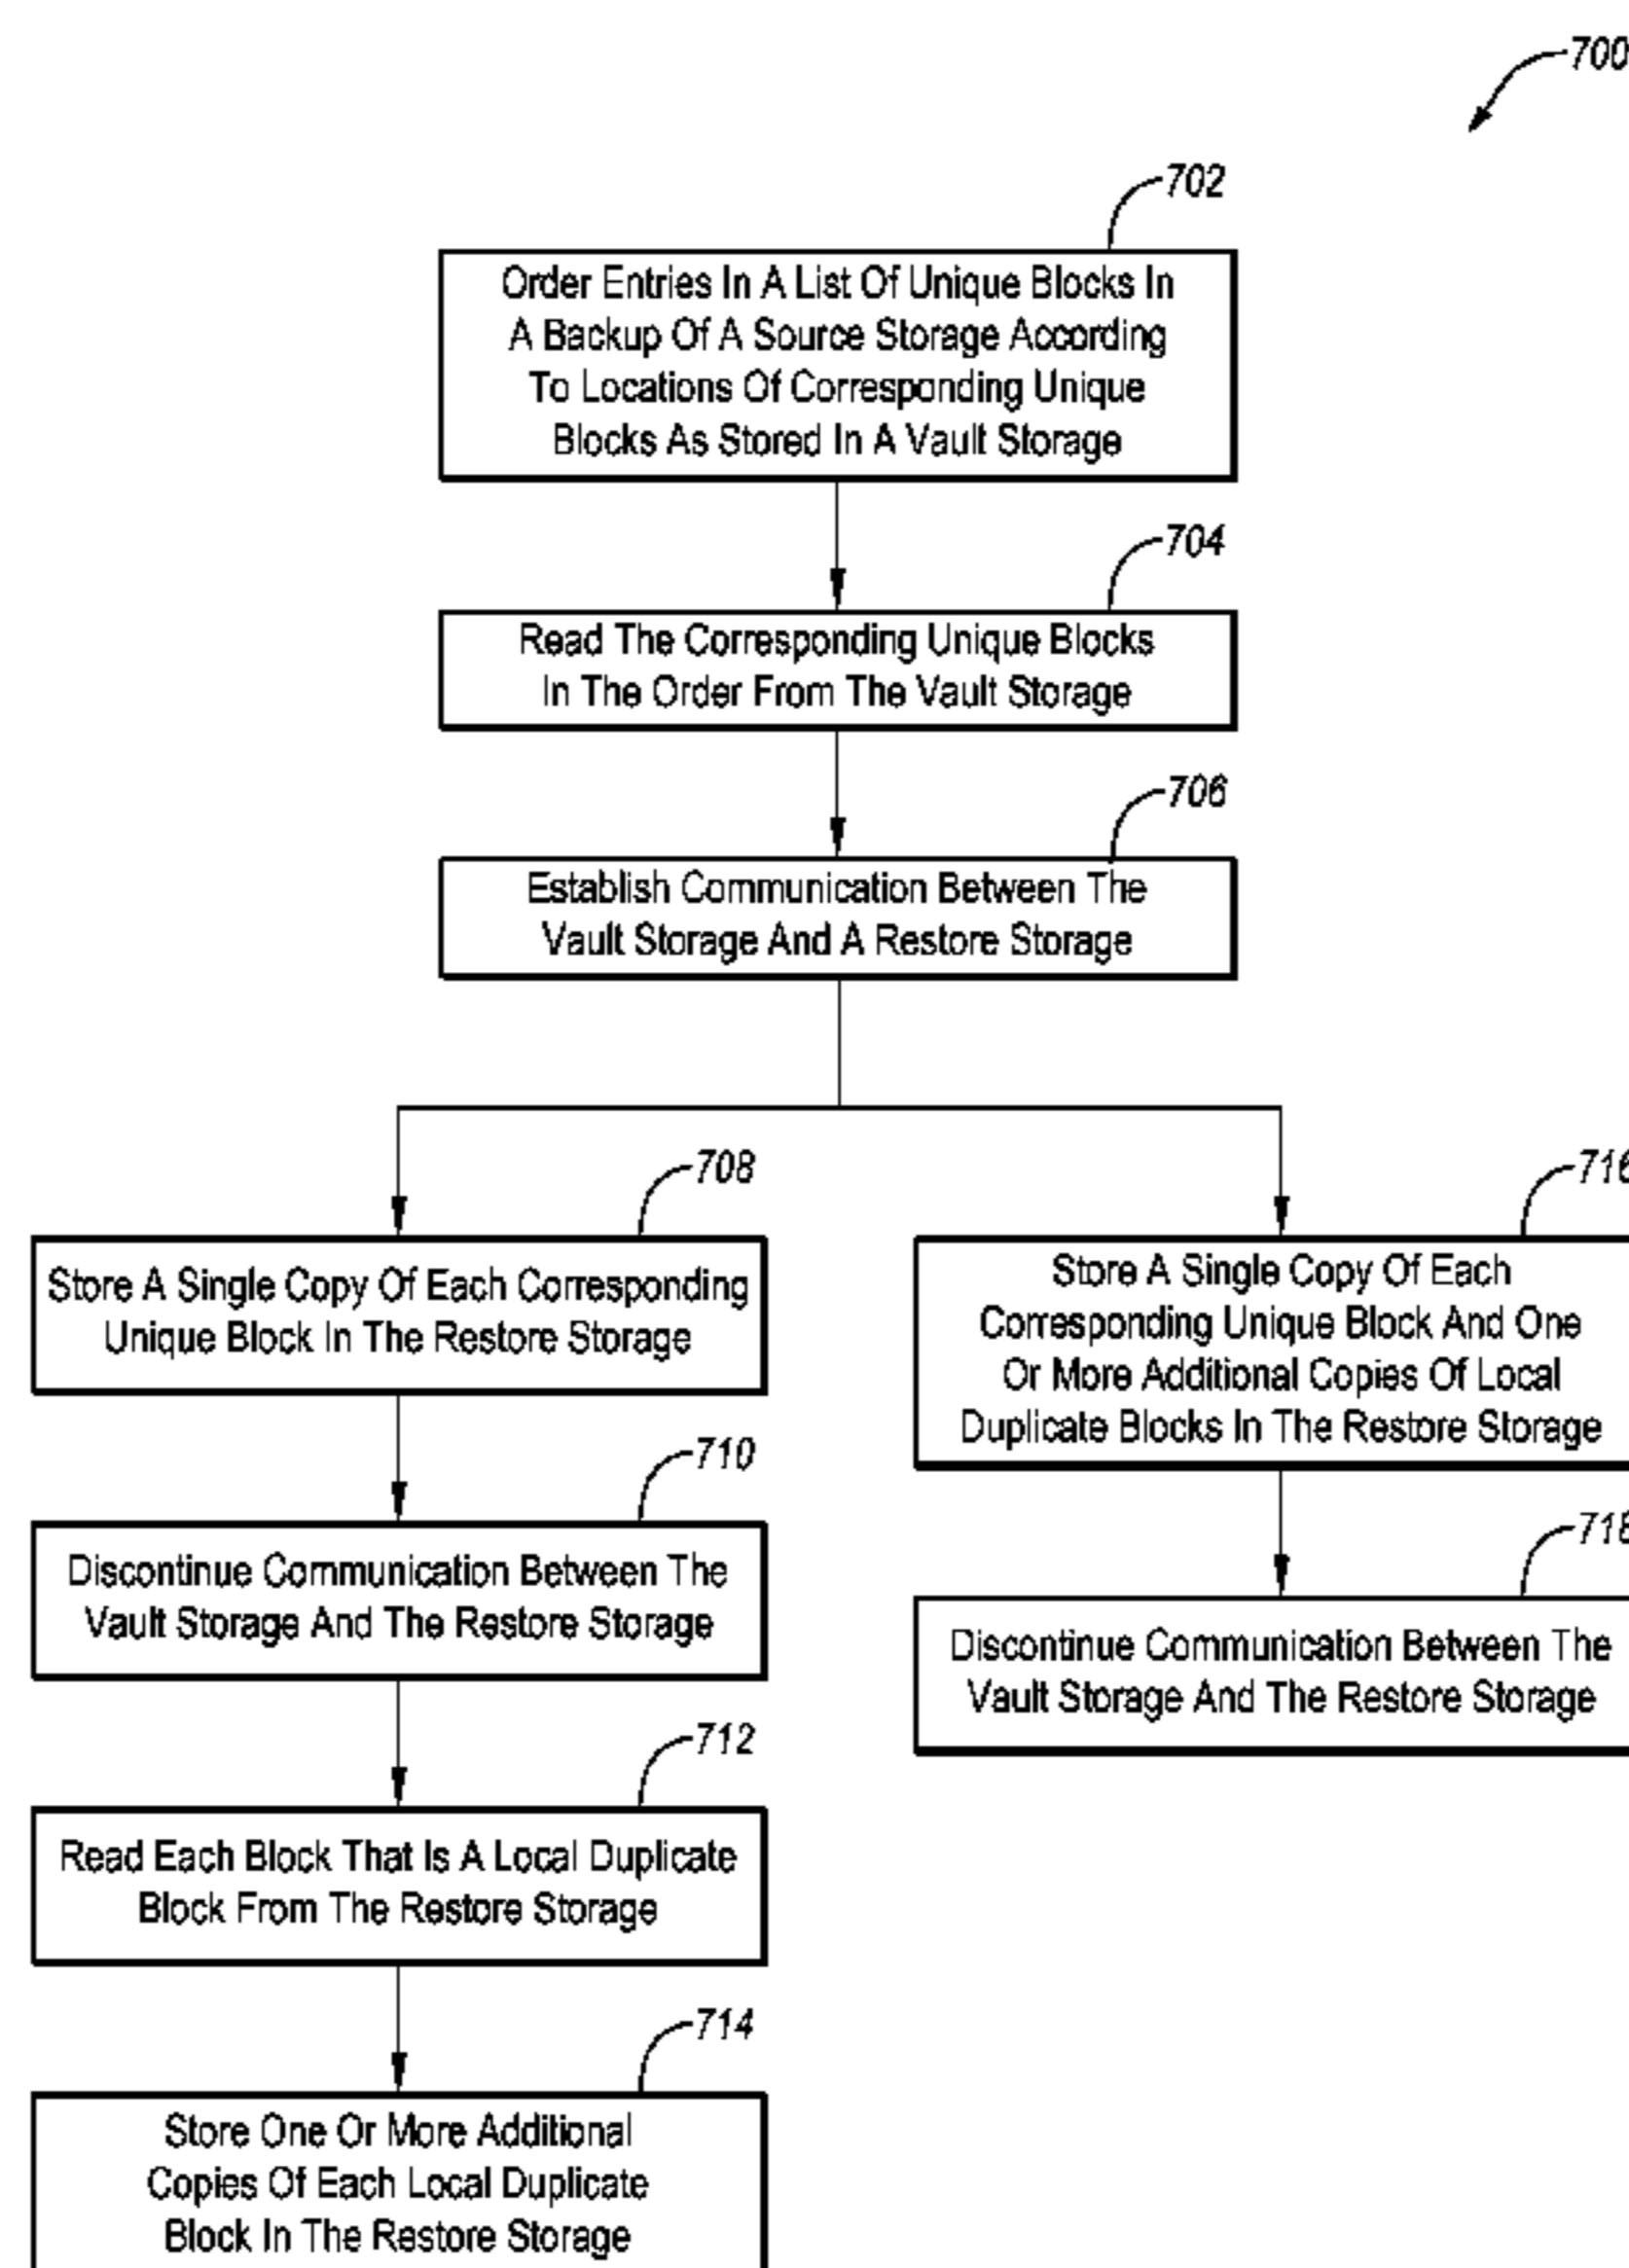 700
702
Order Entries In A List Of Unique Blocks In
A Backup Of A Source Storage According
To Locations Of Corresponding Unique
Blocks As Stored In A Vault Storage
704
Read The Corresponding Unique Blocks
In The Order From The Vault Storage
706
Establish Communication Between The
Vault Storage And A Restore Storage
708
Store A Single Copy Of Each Corresponding
Unique Block In The Restore Storage
710
Discontinue Communication Between The
Vault Storage And The Restore Storage
712
Read Each Block That Is A Local Duplicate
Block From The Restore Storage
714
Store One Or More Additional
Copies Of Each Local Duplicate
Block In The Restore Storage
716
Store A Single Copy Of Each
Corresponding Unique Block And One
Or More Additional Copies Of Local
Duplicate Blocks In The Restore Storage
718
Discontinue Communication Between The
Vault Storage And The Restore Storage